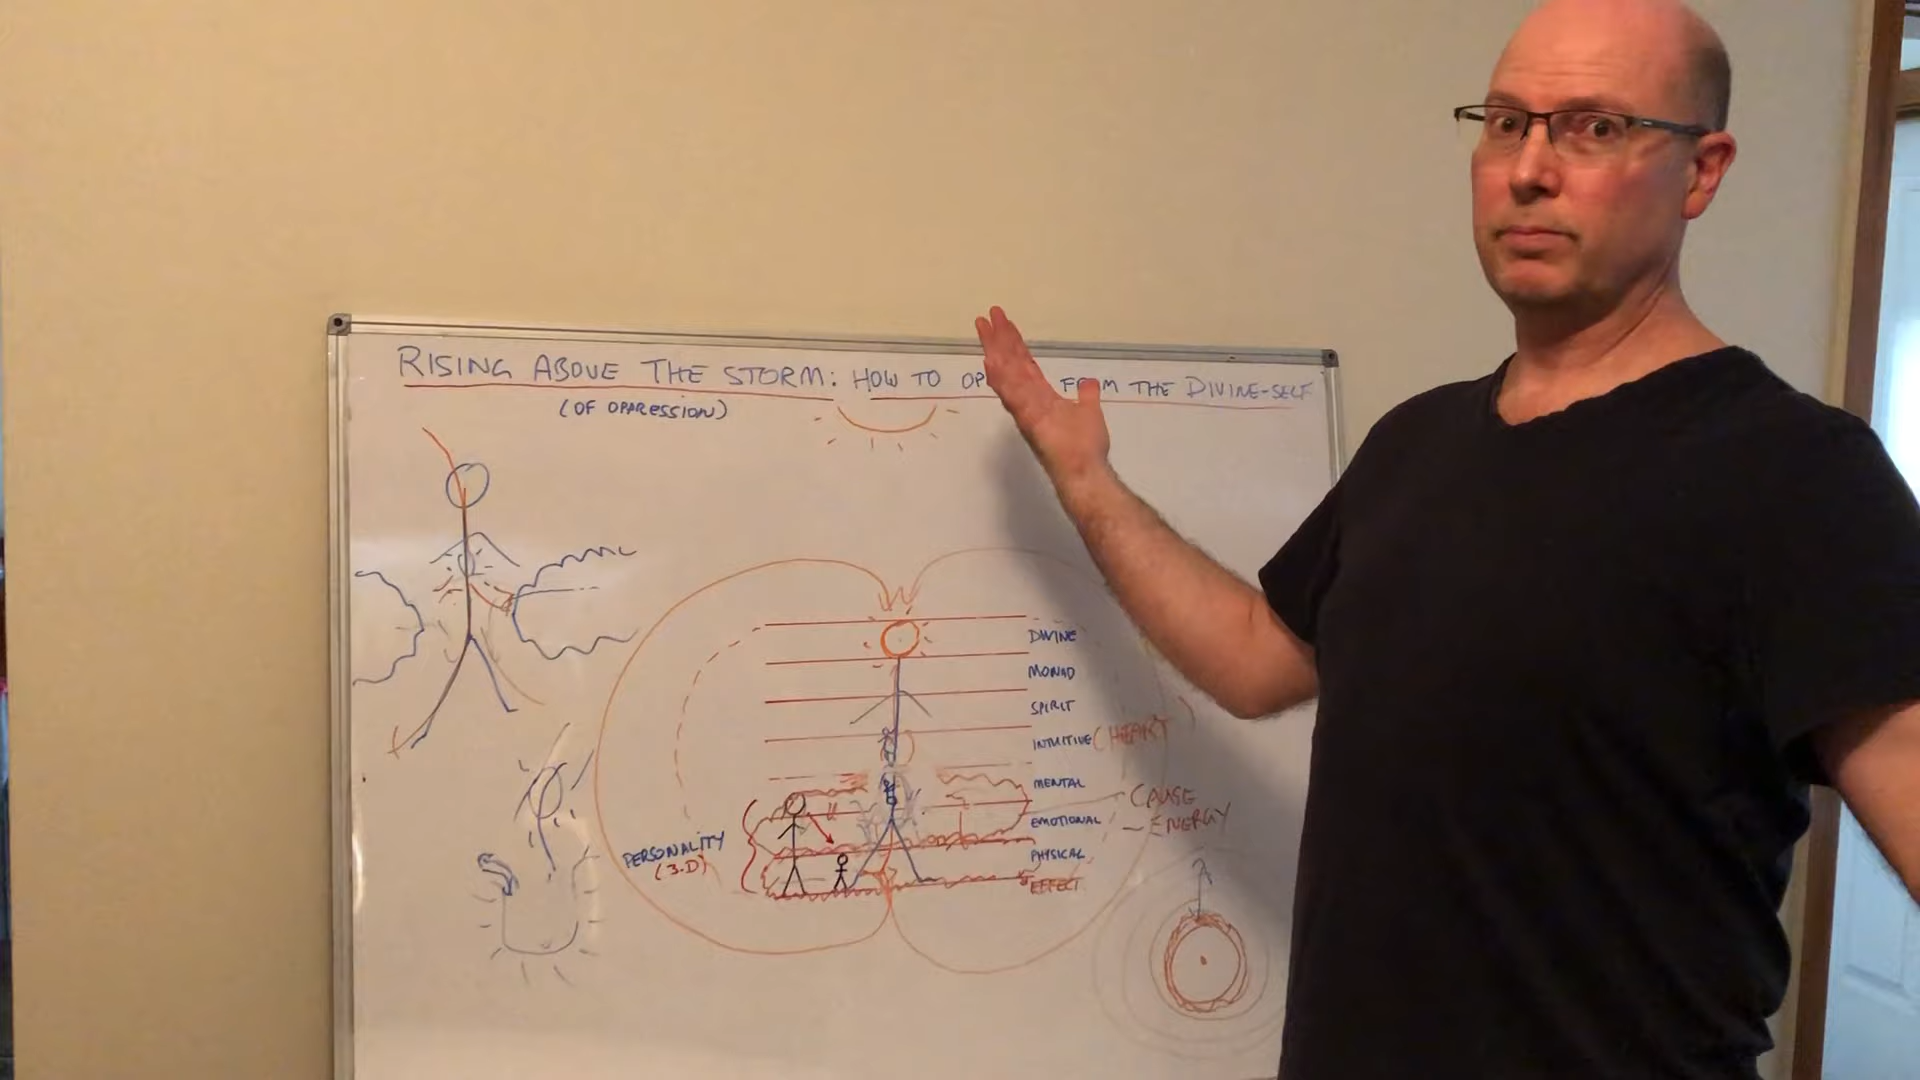 RISING ABOVE THE STORM: HOW TO OP FROM THE DIVINE-SELF
(OF OPPRESSION)
DIVINE
MONAD
SPIRIT
INTUITIVE (HEART)
MENTAL
CAUSE
EMOTIONAL
- ENERGY
PERSONALITY
(3-D)
PHYSICAL
EFFECT